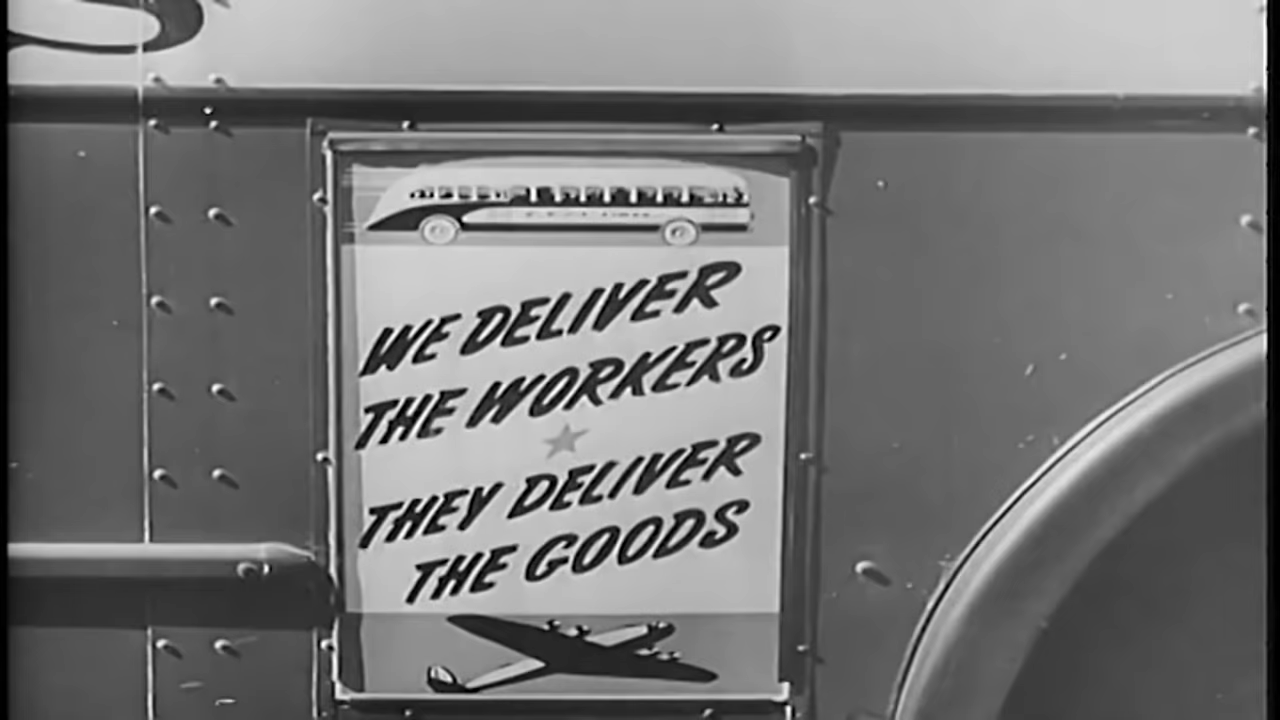 S
WE DELIVER
THE WORKERS
THEY DELIVER
THE GOODS